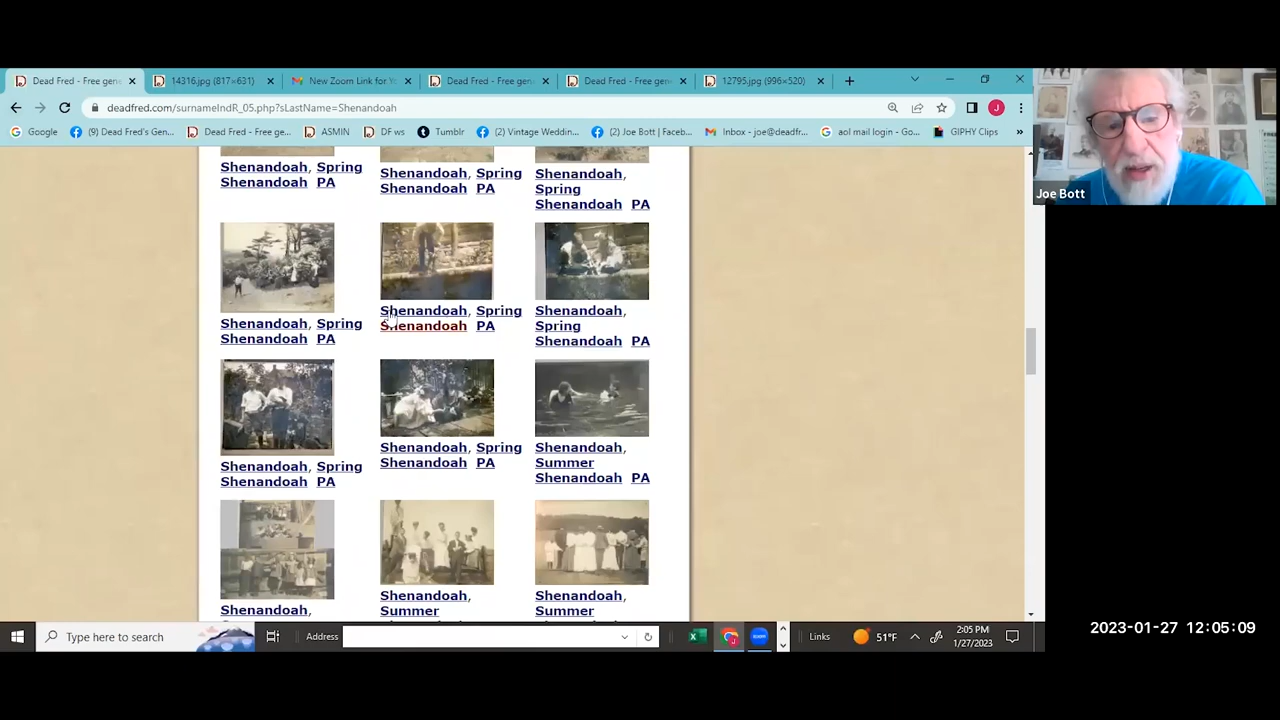 Dead Fred - Free gen
14316.jpg (817×631)
New Zoom Link for Yo
Dead Fred - Free gen
Dead Fred - Free gen
12795.jpg (996×520)
deadfred.com/surnameIndR_05.php?sLastName=Shenandoah
Google
(9) Dead Fred's Gen...
Dead Fred - Free ge...
ASMIN
DF ws
Tumblr
(2) Vintage Weddin...
(2) Joe Bott | Faceb...
Inbox - joe@deadfr...
aol mail login - Go...
GIPHY Clips
»
Joe Bott
Shenandoah, Spring
Shenandoah PA
Shenandoah, Spring
Shenandoah PA
Shenandoah,
Spring
Shenandoah PA
Shenandoah, Spring
Shenandoah PA
Shenandoah, Spring
Shenandoah PA
Shenandoah,
Spring
Shenandoah PA
Shenandoah, Spring
Shenandoah PA
Shenandoah, Spring
Shenandoah PA
Shenandoah,
Summer
Shenandoah PA
Shenandoah,
Shenandoah,
Summer
Shenandoah,
Summer
Type here to search
Address
Links
51°F
2:05 PM
1/27/2023
2023-01-27 12:05:09